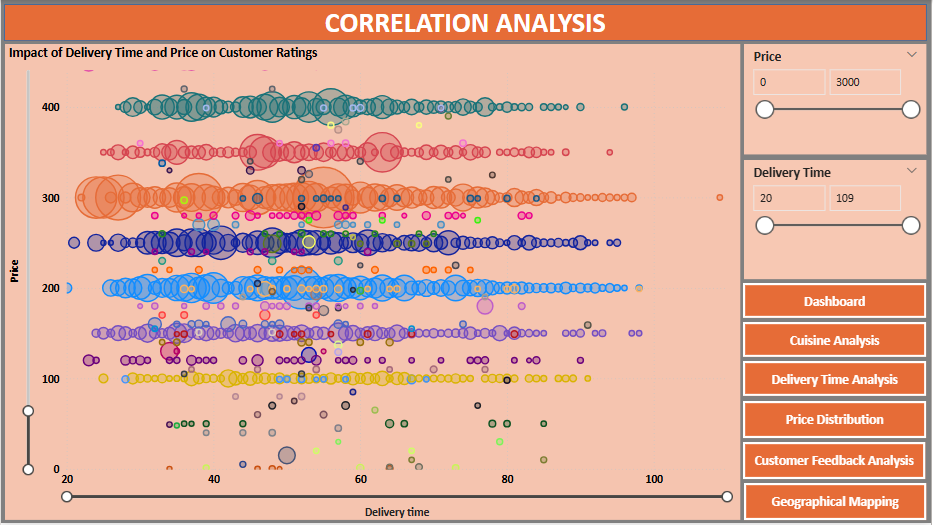 CORRELATION ANALYSIS
Impact of Delivery Time and Price on Customer Ratings
Price
400
300
200
100
0
20 40 60 80 100
Delivery time
Price
0 3000
Delivery Time
20 109
Dashboard
Cuisine Analysis
Delivery Time Analysis
Price Distribution
Customer Feedback Analysis
Geographical Mapping